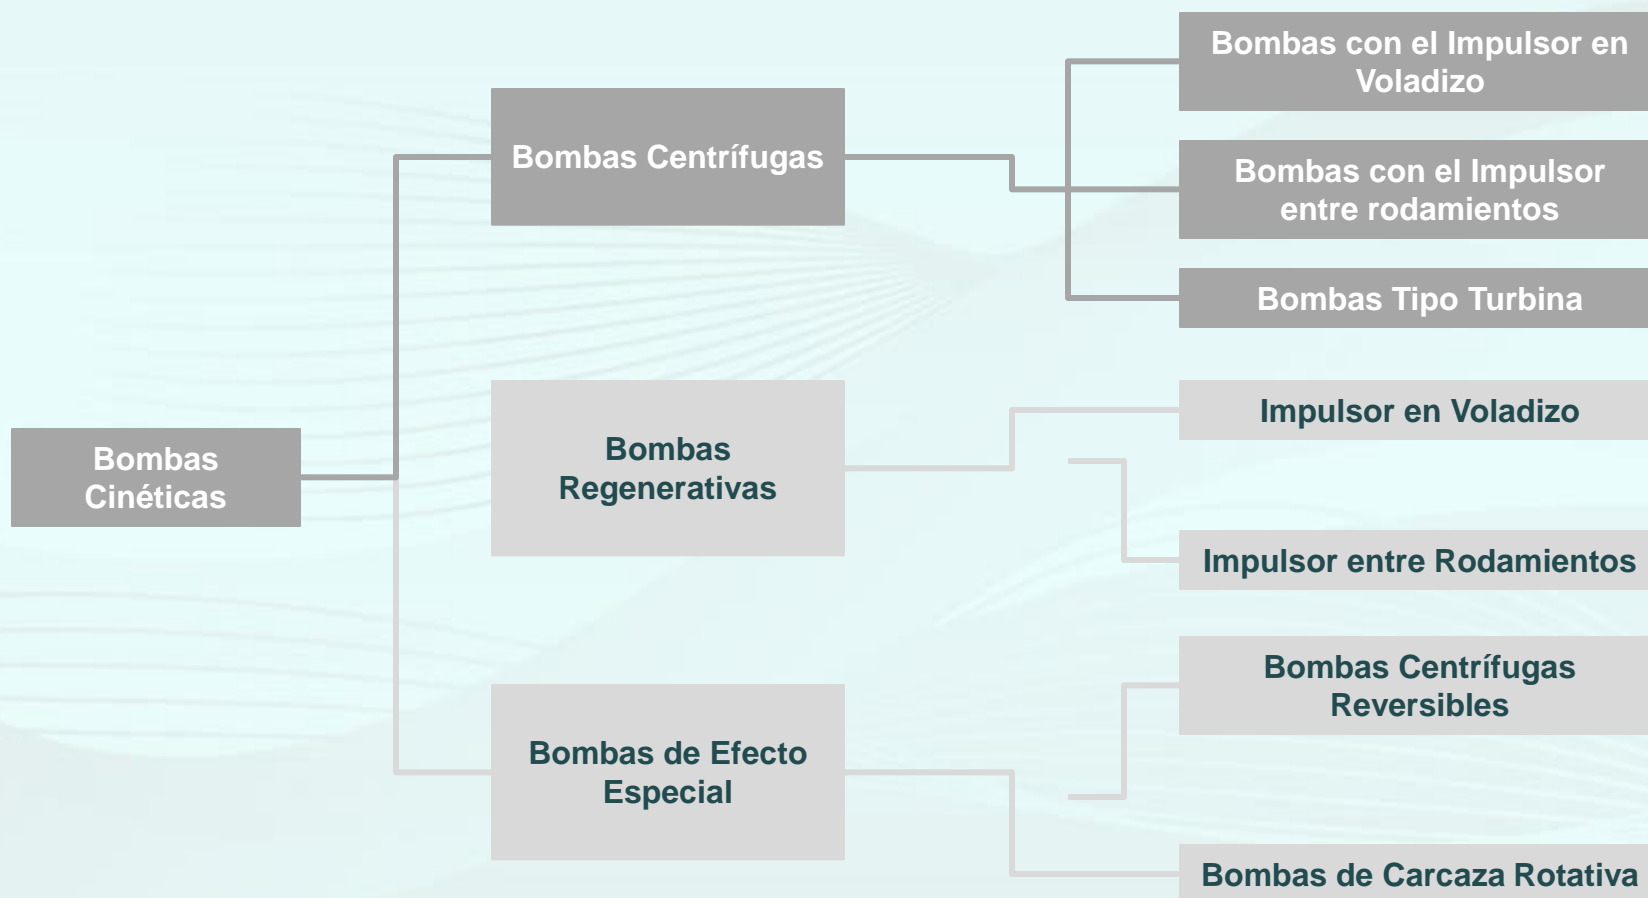 Bombas con el Impulsor en
Voladizo
Bombas Centrífugas
Bombas con el Impulsor
entre rodamientos
Bombas Tipo Turbina
Impulsor en Voladizo
Bombas
Regenerativas
Bombas
Cinéticas
Impulsor entre Rodamientos
Bombas Centrífugas
Reversibles
Bombas de Efecto
Especial
Bombas de Carcaza Rotativa